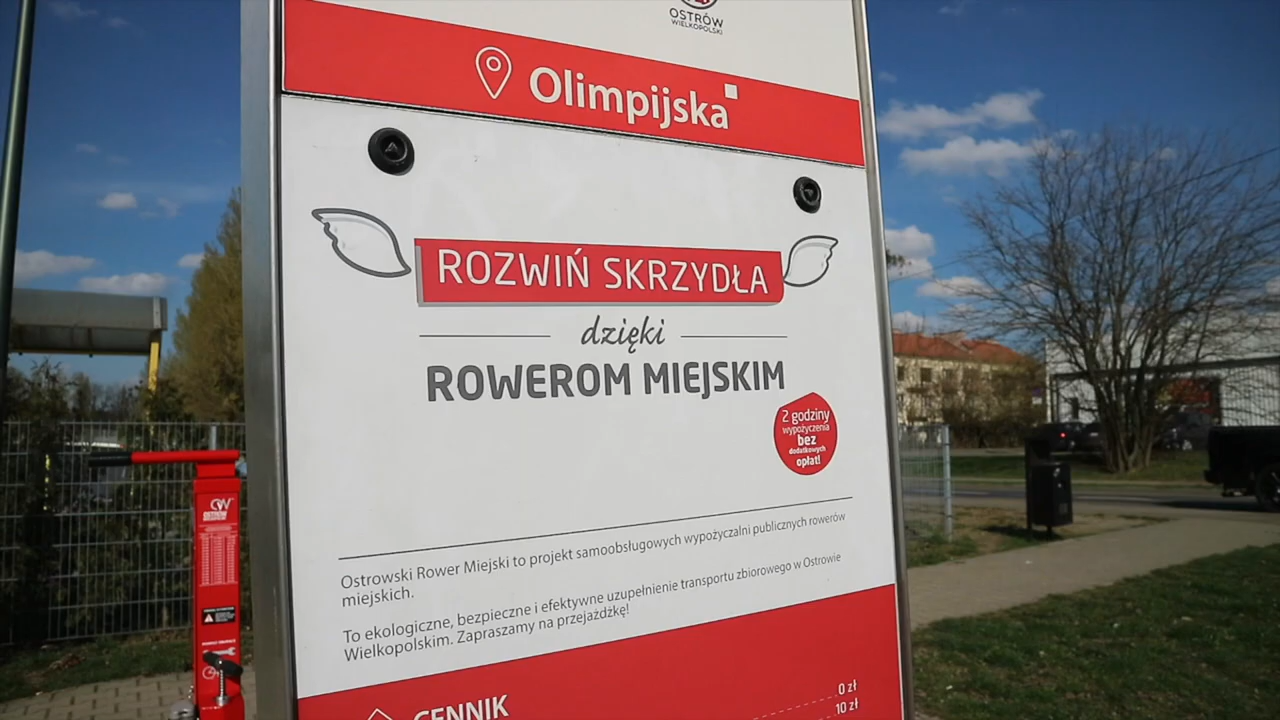 OSTRÓW
WIELKOPOLSKI
Olimpijska
ROZWIŃ SKRZYDŁA
dzięki
ROWEROM MIEJSKIM
2 godziny
wypożyczenia
bez
dodatkowych
opłat!
Ostrowski Rower Miejski to projekt samoobsługowych wypożyczalni publicznych rowerów
miejskich.
To ekologiczne, bezpieczne i efektywne uzupełnienie transportu zbiorowego w Ostrowie
Wielkopolskim. Zapraszamy na przejażdżkę!
CENNIK
0 zł
10 zł
OSTRÓW